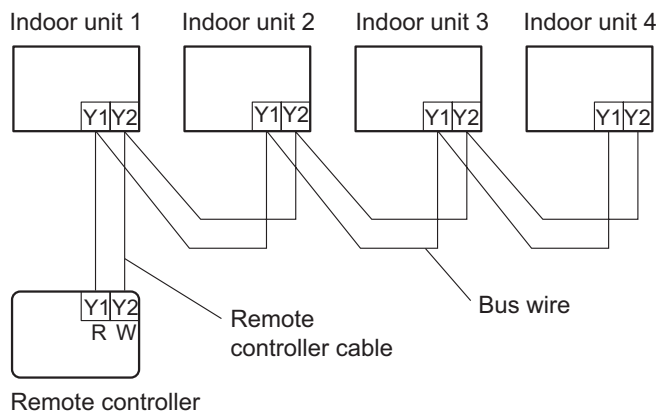 Indoor unit 1
Indoor unit 2
Indoor unit 3
Indoor unit 4
Y1 Y2
Y1 Y2
Y1 Y2
Y1 Y2
Y1 Y2
R W
Remote
controller cable
Bus wire
Remote controller